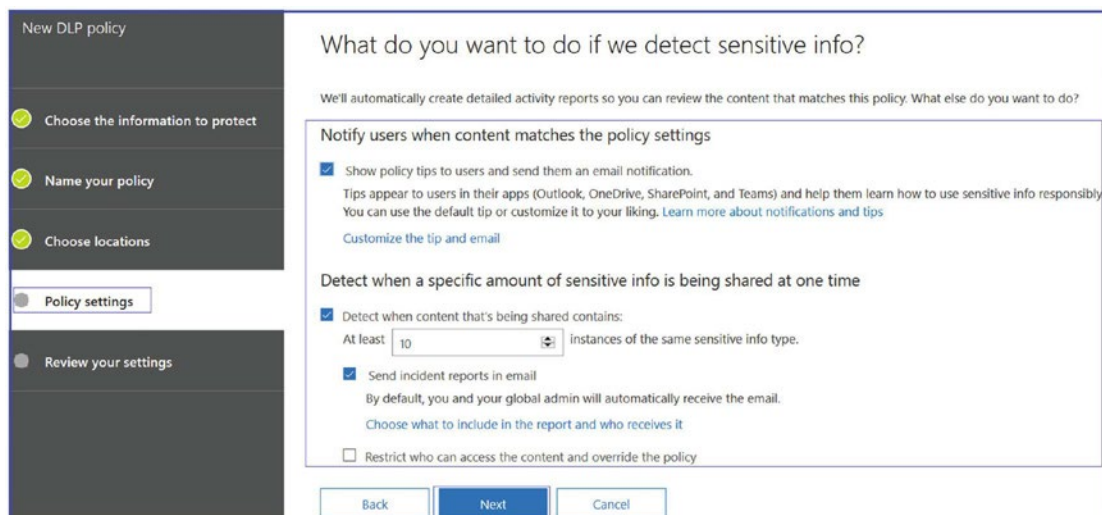 New DLP policy
Choose the information to protect
Name your policy
Choose locations
Policy settings
Review your settings
What do you want to do if we detect sensitive info?
We'll automatically create detailed activity reports so you can review the content that matches this policy. What else do you want to do?
Notify users when content matches the policy settings
Show policy tips to users and send them an email notification.
Tips appear to users in their apps (Outlook, OneDrive, SharePoint, and Teams) and help them learn how to use sensitive info responsibly
You can use the default tip or customize it to your liking. Learn more about notifications and tips
Customize the tip and email
Detect when a specific amount of sensitive info is being shared at one time
Detect when content that's being shared contains:
At least 10 instances of the same sensitive info type.
Send incident reports in email
By default, you and your global admin will automatically receive the email.
Choose what to include in the report and who receives it
Restrict who can access the content and override the policy
Back Next Cancel